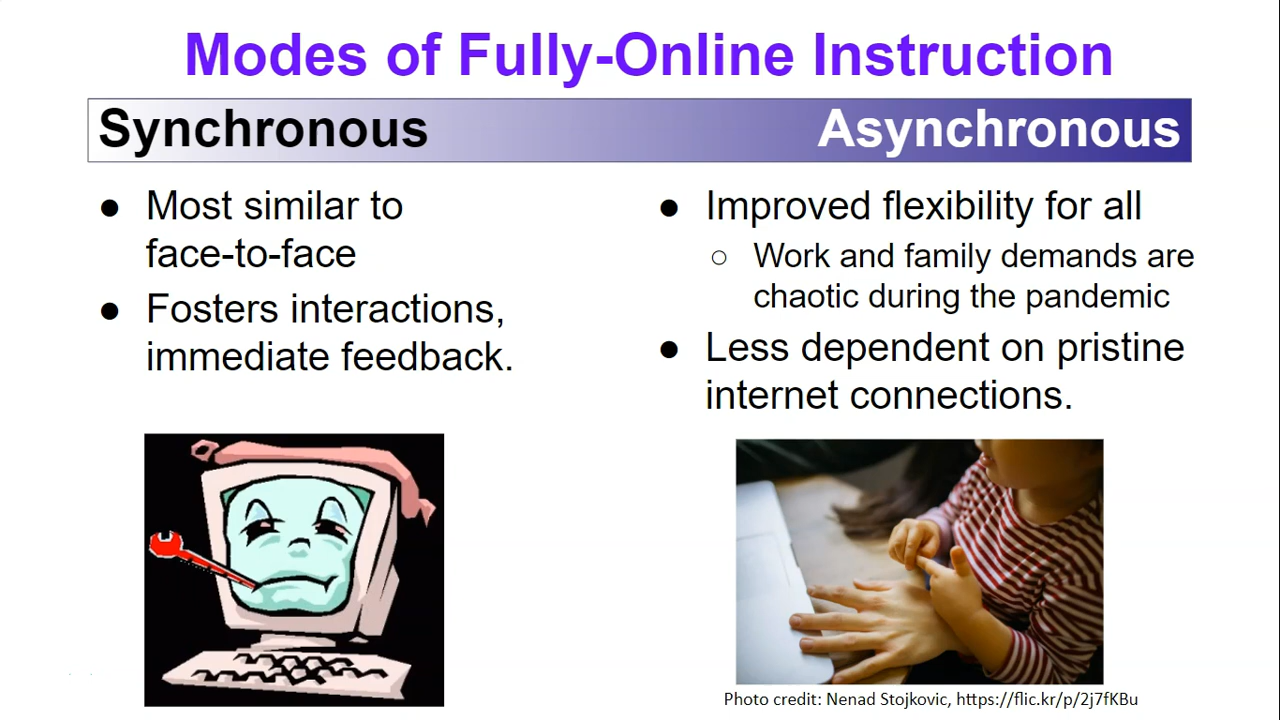 Modes of Fully-Online Instruction
Synchronous
Asynchronous
● Most similar to
face-to-face
● Fosters interactions,
immediate feedback.
● Improved flexibility for all
○ Work and family demands are
chaotic during the pandemic
● Less dependent on pristine
internet connections.
Photo credit: Nenad Stojkovic, https://flic.kr/p/2j7fKBu